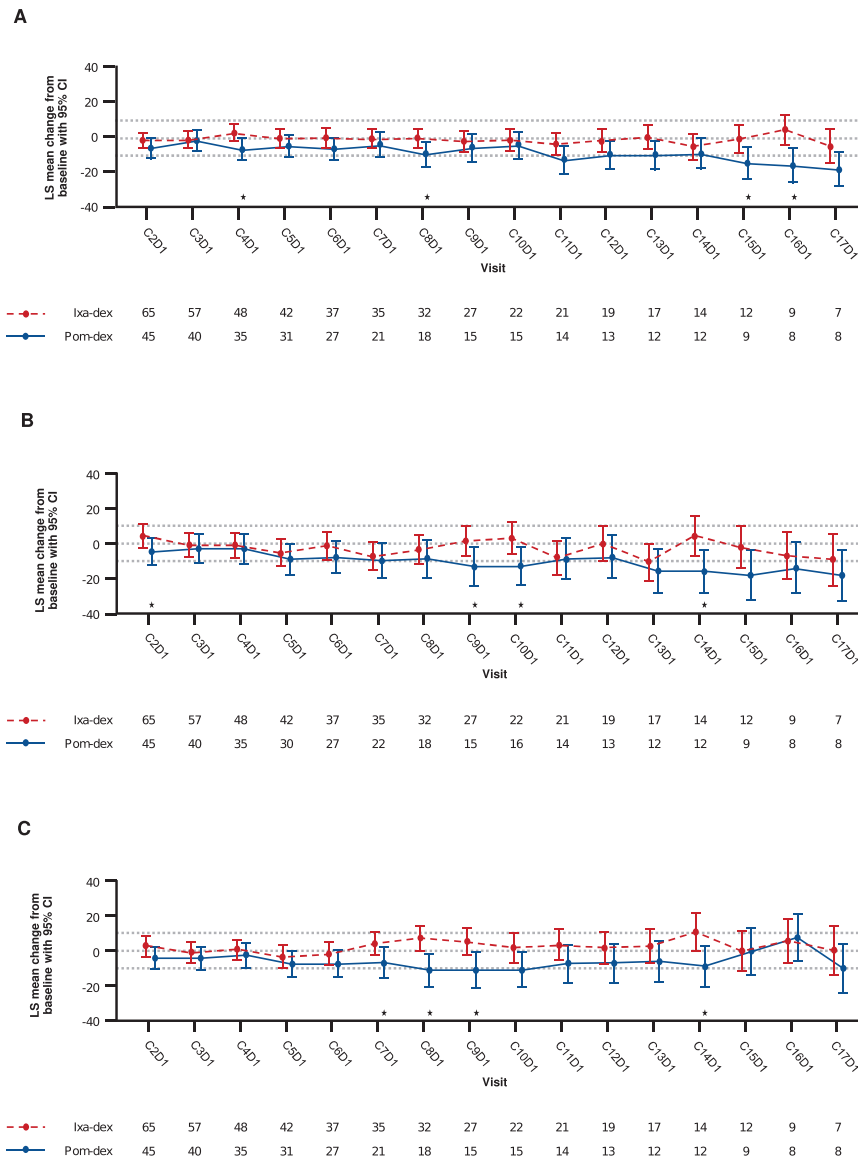 A
LS mean change from
baseline with 95% CI
40
20
0
-20
-40
* * * *
C2D1 C3D1 C4D1 C5D1 C6D1 C7D1 C8D1 C9D1 C10D1 C11D1 C12D1 C13D1 C14D1 C15D1 C16D1 C17D1
Visit
Ixa-dex 65 57 48 42 37 35 32 27 22 21 19 17 14 12 9 7
Pom-dex 45 40 35 31 27 21 18 15 15 14 13 12 12 9 8 8
B
LS mean change from
baseline with 95% CI
40
20
0
-20
-40
* * * *
C2D1 C3D1 C4D1 C5D1 C6D1 C7D1 C8D1 C9D1 C10D1 C11D1 C12D1 C13D1 C14D1 C15D1 C16D1 C17D1
Visit
Ixa-dex 65 57 48 42 37 35 32 27 22 21 19 17 14 12 9 7
Pom-dex 45 40 35 30 27 22 18 15 16 14 13 12 12 9 8 8
C
LS mean change from
baseline with 95% CI
40
20
0
-20
-40
* * * *
C2D1 C3D1 C4D1 C5D1 C6D1 C7D1 C8D1 C9D1 C10D1 C11D1 C12D1 C13D1 C14D1 C15D1 C16D1 C17D1
Visit
Ixa-dex 65 57 48 42 37 35 32 27 22 21 19 17 14 12 9 7
Pom-dex 45 40 35 31 27 21 18 15 15 14 13 12 12 9 8 8